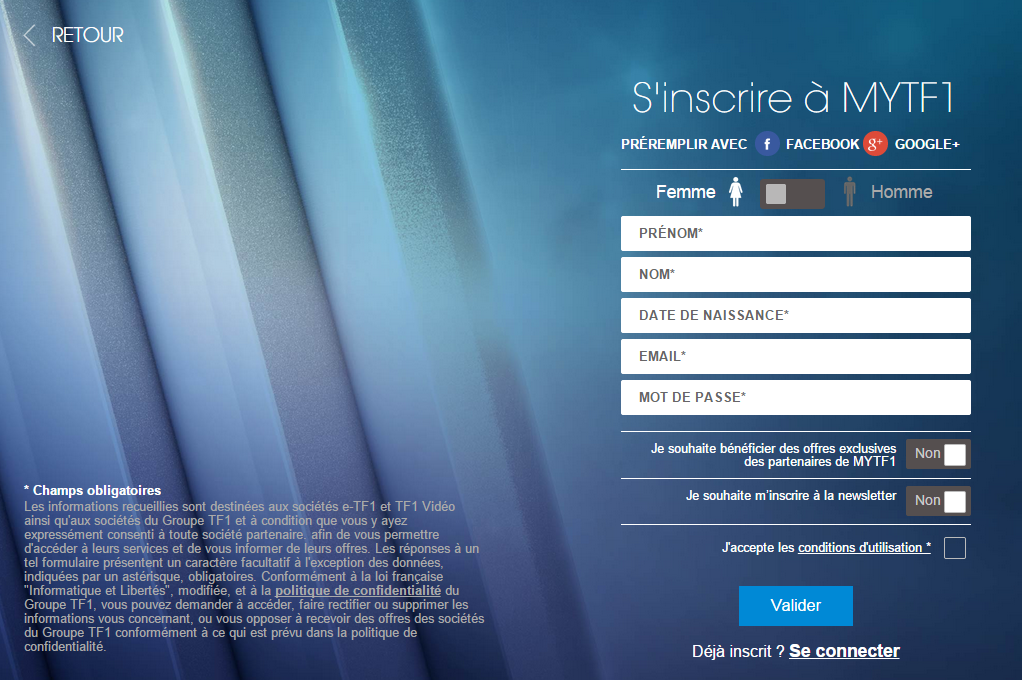 RETOUR
S'inscrire à MYTF1
PRÉREMPLIR AVEC f FACEBOOK g+ GOOGLE+
Femme Homme
PRÉNOM*
NOM*
DATE DE NAISSANCE*
EMAIL*
MOT DE PASSE*
Je souhaite bénéficier des offres exclusives
des partenaires de MYTF1
Non
Je souhaite m'inscrire à la newsletter
Non
J'accepte les conditions d'utilisation *
Valider
Déjà inscrit ? Se connecter
* Champs obligatoires
Les informations recueillies sont destinées aux sociétés e-TF1 et TF1 Vidéo
ainsi qu'aux sociétés du Groupe TF1 et à condition que vous y ayez
expressément consenti à toute société partenaire. afin de vous permettre
d'accéder à leurs services et de vous informer de leurs offres. Les réponses à un
tel formulaire présentent un caractère facultatif à l'exception des données,
indiquées par un astérisque, obligatoires. Conformément à la loi française
"Informatique et Libertés", modifiée, et à la politique de confidentialité du
Groupe TF1, vous pouvez demander à accéder, faire rectifier ou supprimer les
informations vous concernant, ou vous opposer à recevoir des offres des sociétés
du Groupe TF1 conformément à ce qui est prévu dans la politique de
confidentialité.